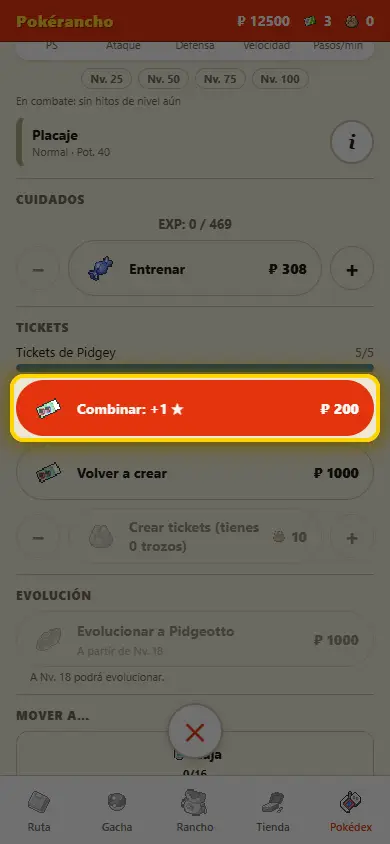 Pokérancho ₽ 12500 3 0
PS Ataque Defensa Velocidad Pasos/min
Nv. 25 Nv. 50 Nv. 75 Nv. 100
En combate: sin hitos de nivel aún
Placaje
Normal · Pot. 40
i
CUIDADOS
EXP: 0 / 469
− Entrenar ₽ 308 +
TICKETS
Tickets de Pidgey 5/5
Combinar: +1 ★ ₽ 200
Volver a crear ₽ 1000
− Crear tickets (tienes 0 trozos) 10 +
EVOLUCIÓN
Evolucionar a Pidgeotto ₽ 1000
A partir de Nv. 18
A Nv. 18 podrá evolucionar.
MOVER A...
0/16
Ruta Gacha Rancho Tienda Pokédex